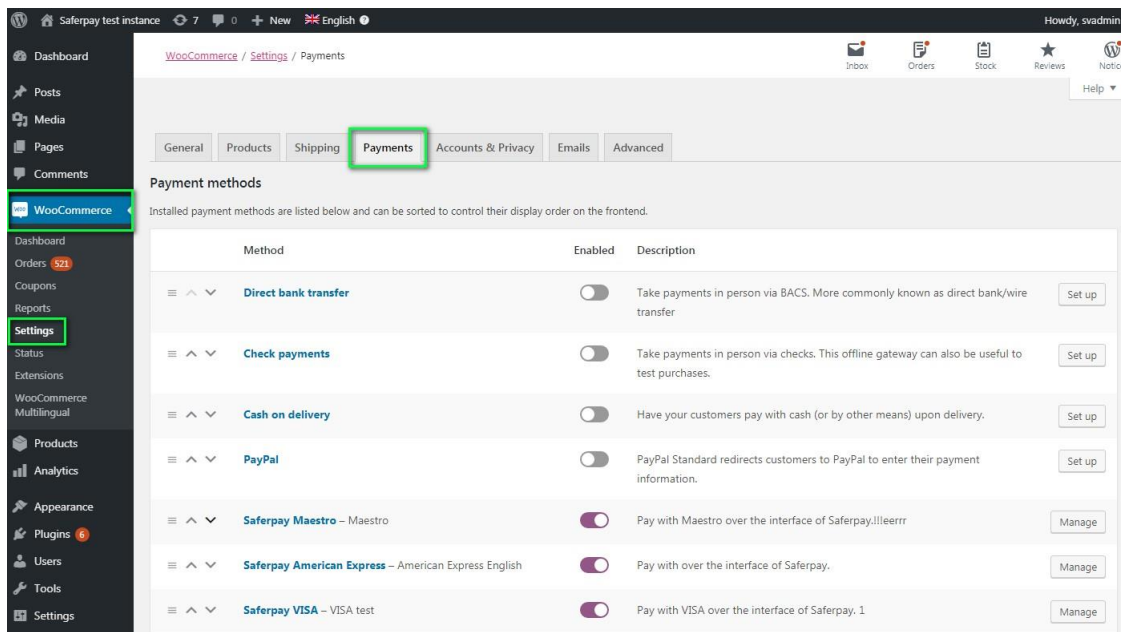 Saferpay test instance 7 0 New English Howdy, svadmin
Dashboard
Posts
Media
Pages
Comments
WooCommerce
Dashboard
Orders 521
Coupons
Reports
Settings
Status
Extensions
WooCommerce
Multilingual
Products
Analytics
Appearance
Plugins 6
Users
Tools
Settings
WooCommerce / Settings / Payments
Inbox Orders Stock Reviews Notic
Help
General Products Shipping Payments Accounts & Privacy Emails Advanced
Payment methods
Installed payment methods are listed below and can be sorted to control their display order on the frontend.
Method Enabled Description
Direct bank transfer Take payments in person via BACS. More commonly known as direct bank/wire Set up
transfer
Check payments Take payments in person via checks. This offline gateway can also be useful to Set up
test purchases.
Cash on delivery Have your customers pay with cash (or by other means) upon delivery. Set up
PayPal PayPal Standard redirects customers to PayPal to enter their payment Set up
information.
Saferpay Maestro – Maestro Pay with Maestro over the interface of Saferpay.!!!eerrr Manage
Saferpay American Express – American Express English Pay with over the interface of Saferpay. Manage
Saferpay VISA – VISA test Pay with VISA over the interface of Saferpay. 1 Manage